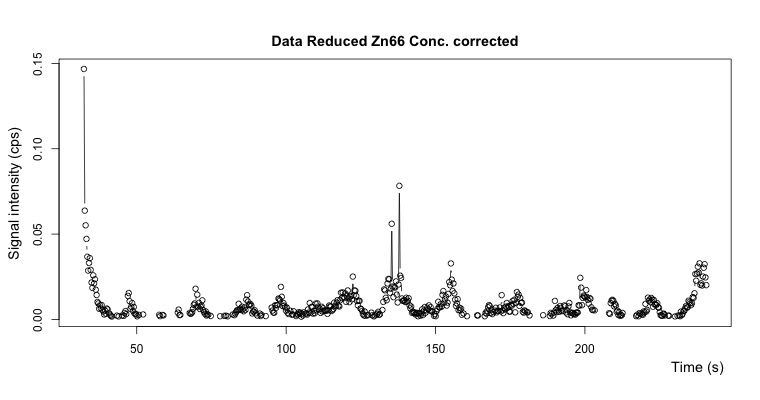 Data Reduced Zn66 Conc. corrected
Signal intensity (cps)
0.15
0.10
0.05
0.00
50 100 150 200
Time (s)